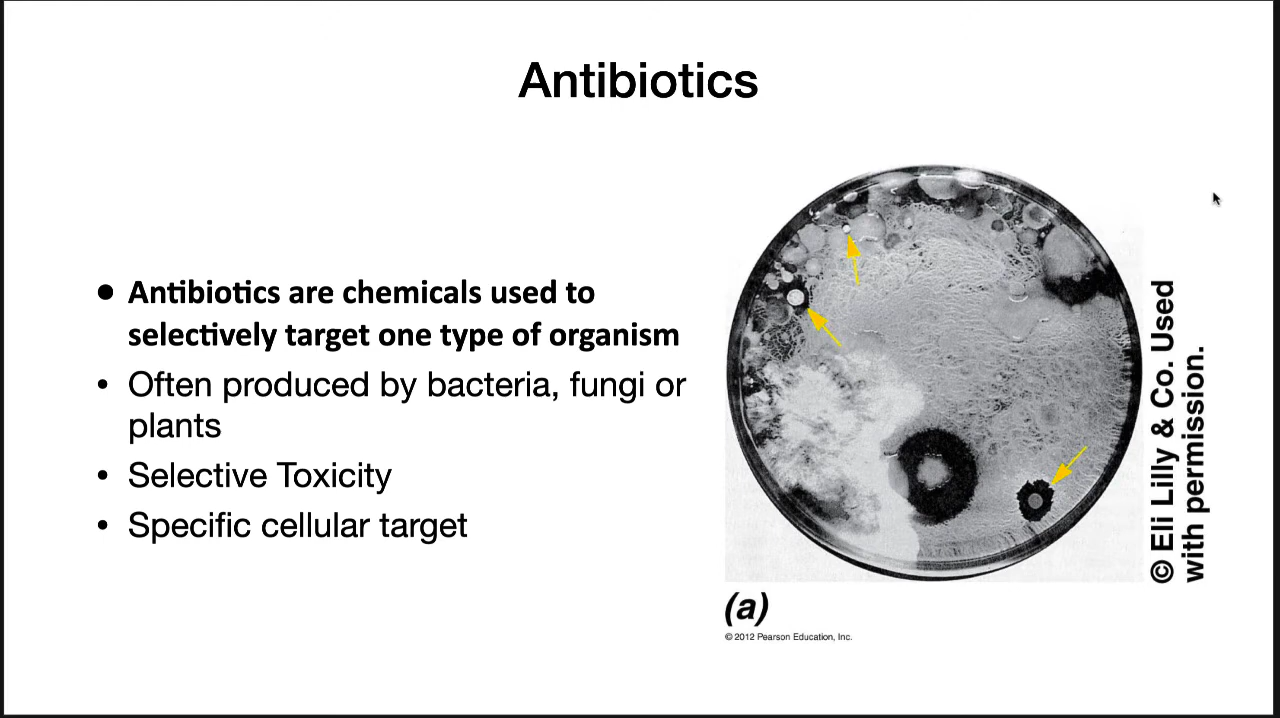 Antibiotics
• Antibiotics are chemicals used to
selectively target one type of organism
• Often produced by bacteria, fungi or
plants
• Selective Toxicity
• Specific cellular target
© Eli Lilly & Co. Used
with permission.
(a)
© 2012 Pearson Education, Inc.